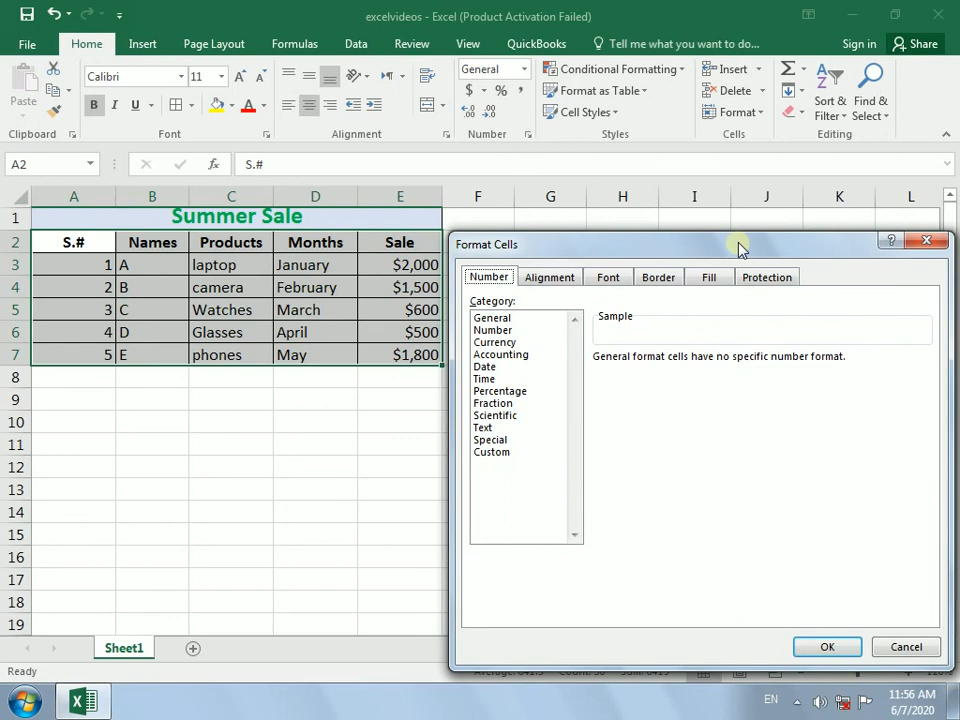 excelvideos - Excel (Product Activation Failed)
File Home Insert Page Layout Formulas Data Review View QuickBooks Tell me what you want to do... Sign in Share
Calibri 11 General Conditional Formatting Insert
Paste B I U A $ % , Format as Table Delete
Cell Styles Format
Sort & Filter
Find & Select
Clipboard Font Alignment Number Styles Cells Editing
A2 fx S.#
A B C D E F G H I J K L
1 Summer Sale
2 S.# Names Products Months Sale
3 1 A laptop January $2,000
4 2 B camera February $1,500
5 3 C Watches March $600
6 4 D Glasses April $500
7 5 E phones May $1,800
8
9
10
11
12
13
14
15
16
17
18
19
Format Cells
Number Alignment Font Border Fill Protection
Category:
General
Number
Currency
Accounting
Date
Time
Percentage
Fraction
Scientific
Text
Special
Custom
Sample
General format cells have no specific number format.
OK Cancel
Sheet1
Ready
EN 11:56 AM
6/7/2020